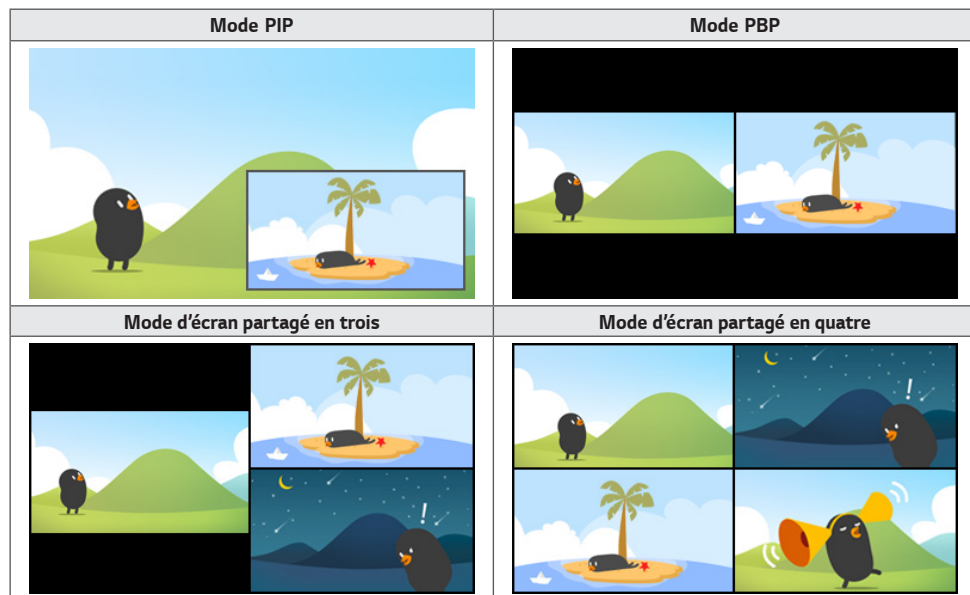 Mode PIP
Mode PBP
Mode d’écran partagé en trois
Mode d’écran partagé en quatre